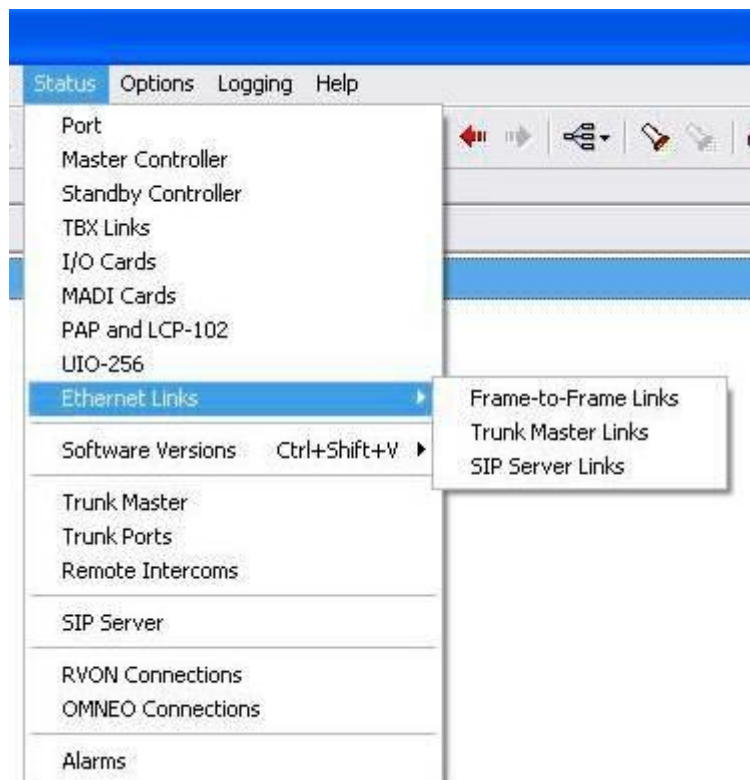 Status Options Logging Help
Port
Master Controller
Standby Controller
TBX Links
I/O Cards
MADI Cards
PAP and LCP-102
UIO-256
Ethernet Links
Frame-to-Frame Links
Trunk Master Links
SIP Server Links
Software Versions Ctrl+Shift+V
Trunk Master
Trunk Ports
Remote Intercoms
SIP Server
RVON Connections
OMNEO Connections
Alarms